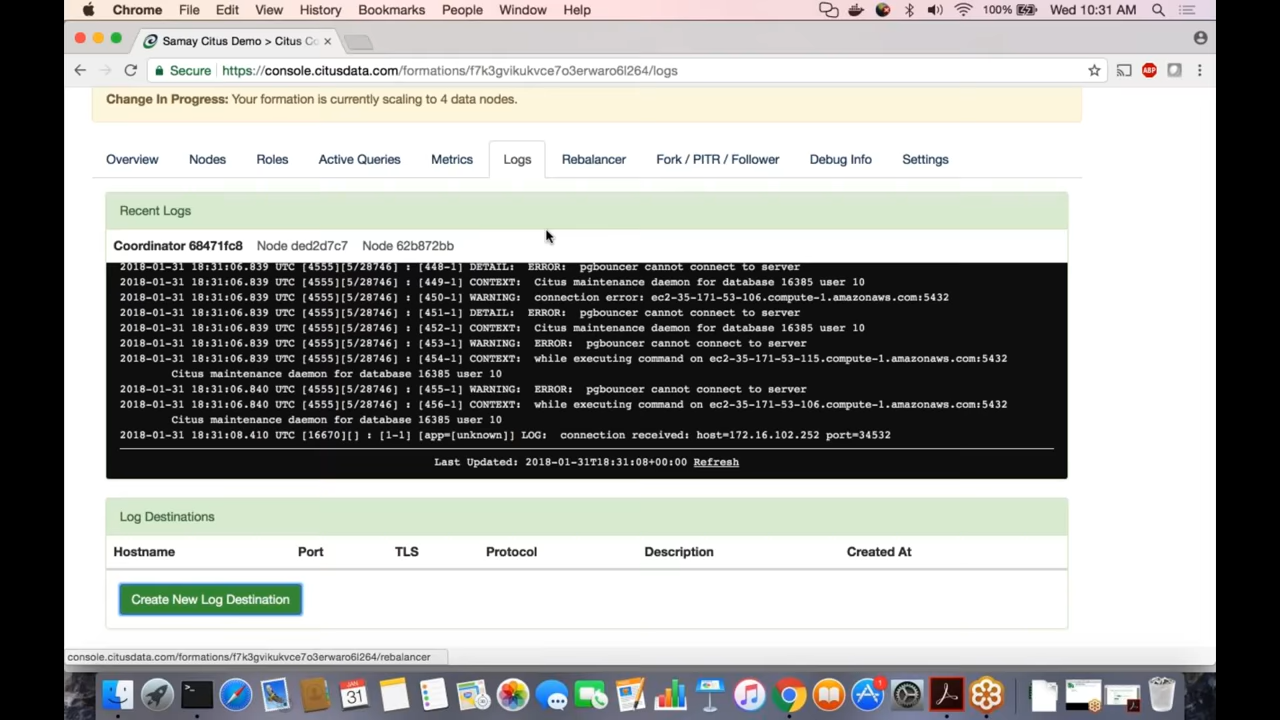 Chrome File Edit View History Bookmarks People Window Help 100% Wed 10:31 AM
Samay Citus Demo > Citus Co
Secure https://console.citusdata.com/formations/f7k3gvikukvce7o3erwaro6l264/logs
ABP
Change In Progress: Your formation is currently scaling to 4 data nodes.
Overview Nodes Roles Active Queries Metrics Logs Rebalancer Fork / PITR / Follower Debug Info Settings
Recent Logs
Coordinator 68471fc8 Node ded2d7c7 Node 62b872bb
2018-01-31 18:31:06.839 UTC [4555][5/28746] : [448-1] DETAIL: ERROR: pgbouncer cannot connect to server
2018-01-31 18:31:06.839 UTC [4555][5/28746] : [449-1] CONTEXT: Citus maintenance daemon for database 16385 user 10
2018-01-31 18:31:06.839 UTC [4555][5/28746] : [450-1] WARNING: connection error: ec2-35-171-53-106.compute-1.amazonaws.com:5432
2018-01-31 18:31:06.839 UTC [4555][5/28746] : [451-1] DETAIL: ERROR: pgbouncer cannot connect to server
2018-01-31 18:31:06.839 UTC [4555][5/28746] : [452-1] CONTEXT: Citus maintenance daemon for database 16385 user 10
2018-01-31 18:31:06.839 UTC [4555][5/28746] : [453-1] WARNING: ERROR: pgbouncer cannot connect to server
2018-01-31 18:31:06.839 UTC [4555][5/28746] : [454-1] CONTEXT: while executing command on ec2-35-171-53-115.compute-1.amazonaws.com:5432
Citus maintenance daemon for database 16385 user 10
2018-01-31 18:31:06.840 UTC [4555][5/28746] : [455-1] WARNING: ERROR: pgbouncer cannot connect to server
2018-01-31 18:31:06.840 UTC [4555][5/28746] : [456-1] CONTEXT: while executing command on ec2-35-171-53-106.compute-1.amazonaws.com:5432
Citus maintenance daemon for database 16385 user 10
2018-01-31 18:31:08.410 UTC [16670][] : [1-1] [app=[unknown]] LOG: connection received: host=172.16.102.252 port=34532
Last Updated: 2018-01-31T18:31:08+00:00 Refresh
Log Destinations
Hostname Port TLS Protocol Description Created At
Create New Log Destination
console.citusdata.com/formations/f7k3gvikukvce7o3erwaro6l264/rebalancer
31
1